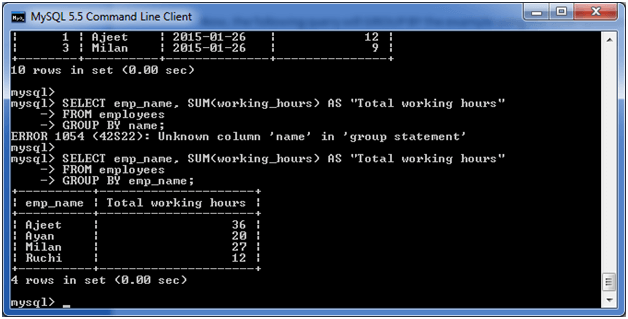 MySQL 5.5 Command Line Client
| 1 | Ajeet | 2015-01-26 | 12 |
| 3 | Milan | 2015-01-26 | 9 |
+---------+----------+--------------+---------------+
10 rows in set (0.00 sec)
mysql>
mysql> SELECT emp_name, SUM(working_hours) AS "Total working hours"
-> FROM employees
-> GROUP BY name;
ERROR 1054 (42S22): Unknown column 'name' in 'group statement'
mysql>
mysql> SELECT emp_name, SUM(working_hours) AS "Total working hours"
-> FROM employees
-> GROUP BY emp_name;
+----------+---------------------+
| emp_name | Total working hours |
+----------+---------------------+
| Ajeet | 36 |
| Ayan | 20 |
| Milan | 27 |
| Ruchi | 12 |
+----------+---------------------+
4 rows in set (0.00 sec)
mysql> _